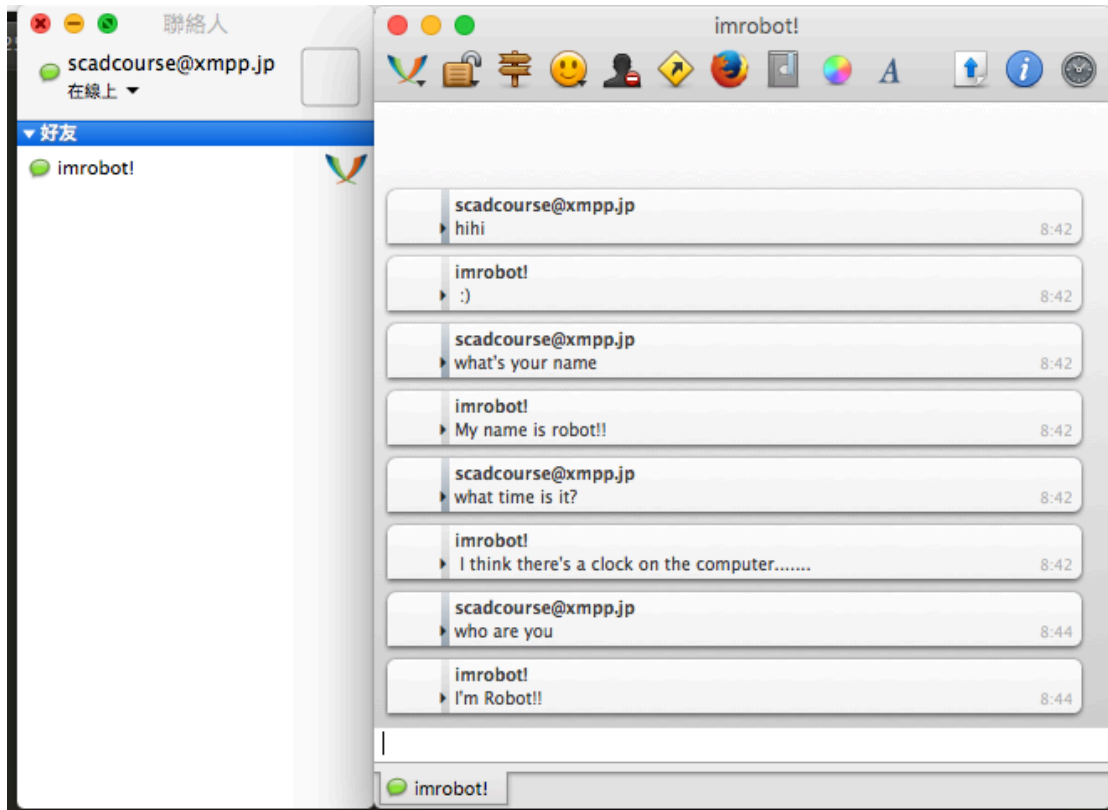 聯絡人
scadcourse@xmpp.jp
在線上
好友
imrobot!
imrobot!
A
scadcourse@xmpp.jp
hihi 8:42
imrobot!
:) 8:42
scadcourse@xmpp.jp
what's your name 8:42
imrobot!
My name is robot!! 8:42
scadcourse@xmpp.jp
what time is it? 8:42
imrobot!
I think there's a clock on the computer....... 8:42
scadcourse@xmpp.jp
who are you 8:44
imrobot!
I'm Robot!! 8:44
imrobot!